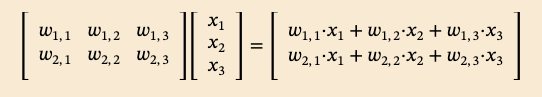 [ w₁,₁ w₁,₂ w₁,₃ ] [ x₁ ] = [ w₁,₁·x₁ + w₁,₂·x₂ + w₁,₃·x₃ ]
[ w₂,₁ w₂,₂ w₂,₃ ] [ x₂ ] [ w₂,₁·x₁ + w₂,₂·x₂ + w₂,₃·x₃ ]
[ x₃ ]